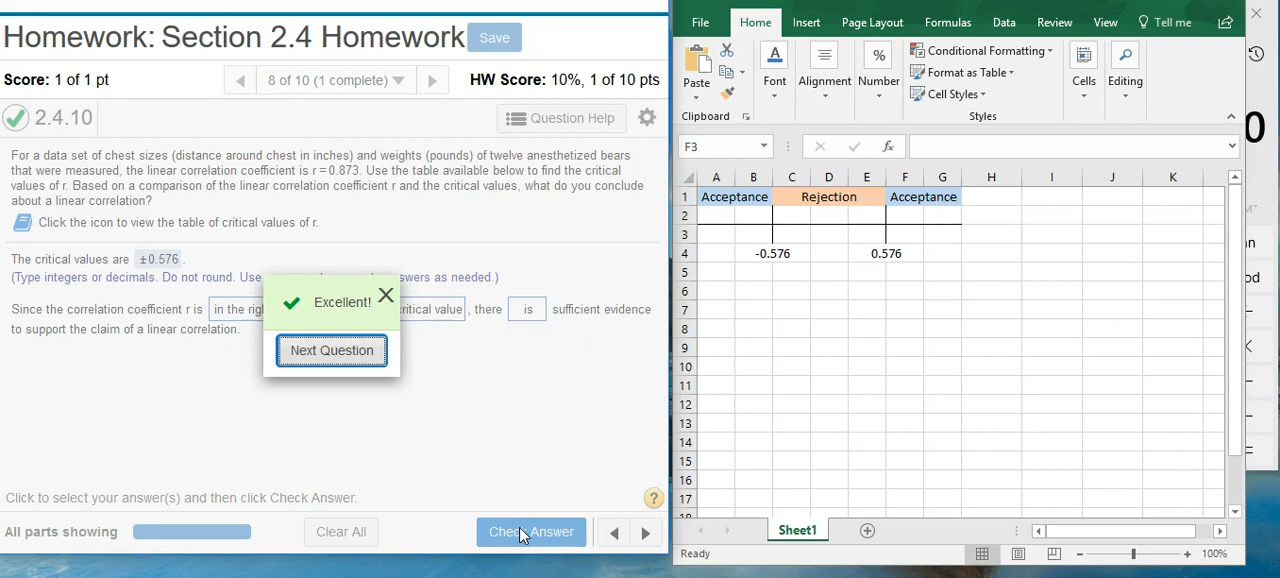 Homework: Section 2.4 Homework
Save
Score: 1 of 1 pt
8 of 10 (1 complete)
HW Score: 10%, 1 of 10 pts
2.4.10
Question Help
For a data set of chest sizes (distance around chest in inches) and weights (pounds) of twelve anesthetized bears
that were measured, the linear correlation coefficient is r = 0.873. Use the table available below to find the critical
values of r. Based on a comparison of the linear correlation coefficient r and the critical values, what do you conclude
about a linear correlation?
Click the icon to view the table of critical values of r.
The critical values are ±0.576 .
(Type integers or decimals. Do not round. Use answers as needed.)
Since the correlation coefficient r is in the critical value , there is sufficient evidence
to support the claim of a linear correlation.
Excellent!
Next Question
Click to select your answer(s) and then click Check Answer.
?
All parts showing
Clear All
Check Answer
File Home Insert Page Layout Formulas Data Review View Tell me
Paste
Clipboard
Font
Alignment
%
Number
Conditional Formatting
Format as Table
Cell Styles
Styles
Cells
Editing
F3
fx
A B C D E F G H I J K
1 Acceptance Rejection Acceptance
2
3
4 -0.576 0.576
5
6
7
8
9
10
11
12
13
14
15
16
17
18
Sheet1
Ready
100%